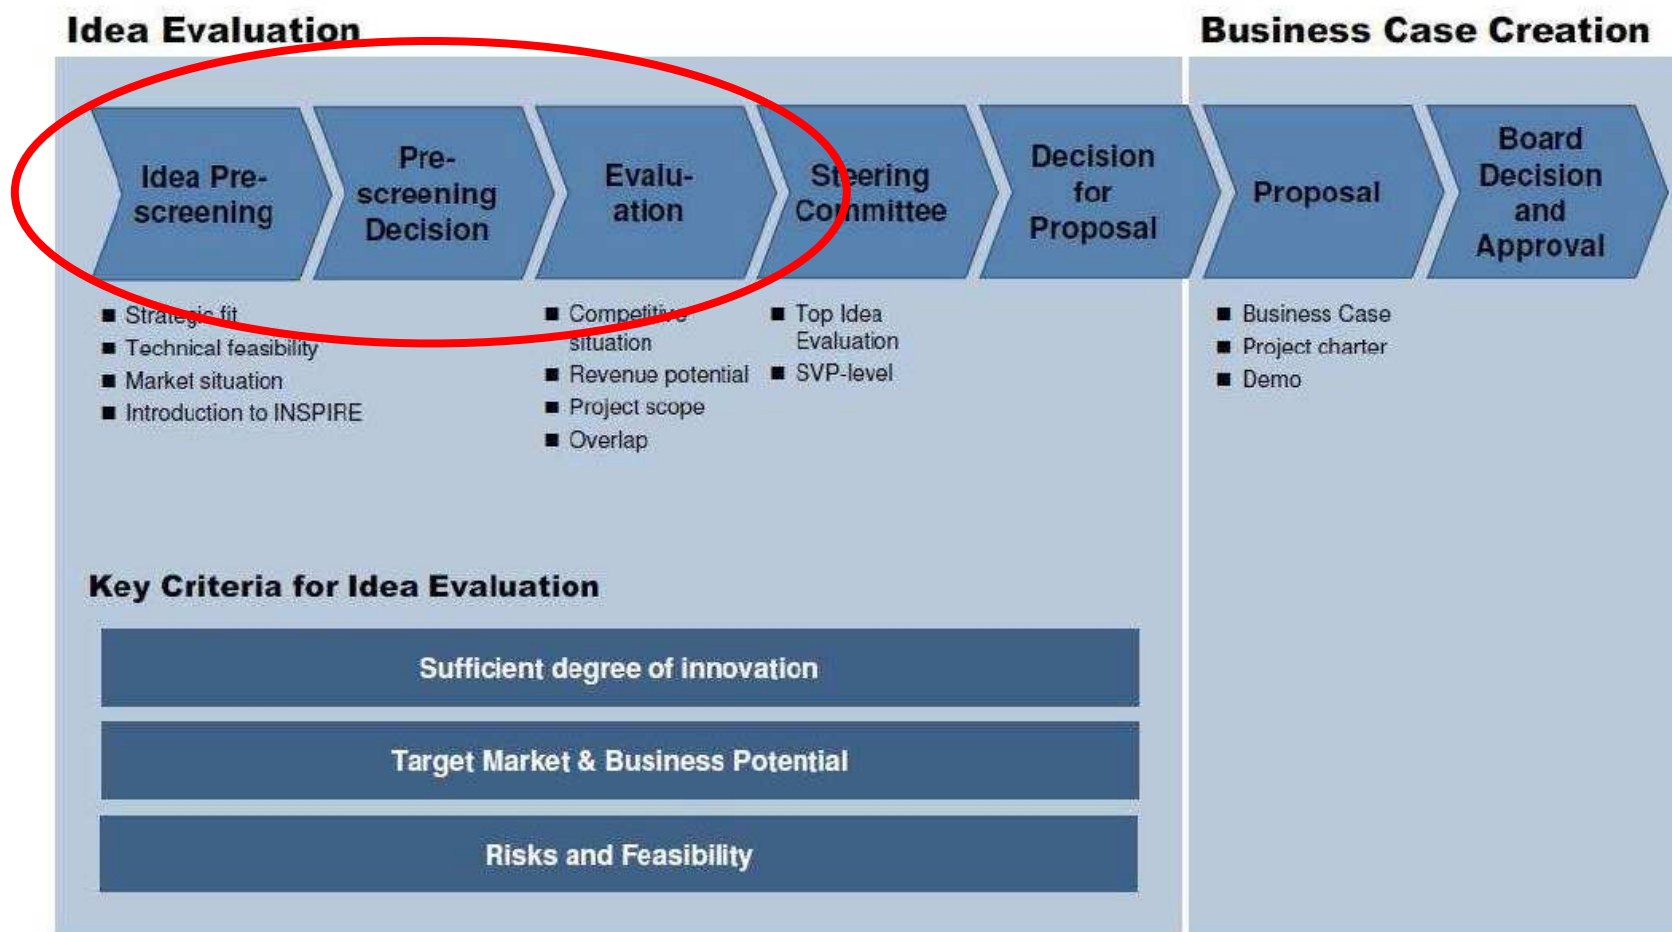 Idea Evaluation
Business Case Creation
Idea Pre-
screening
Pre-
screening
Decision
Evalu-
ation
Steering
Committee
Decision
for
Proposal
Proposal
Board
Decision
and
Approval
■ Strategic fit
■ Technical feasibility
■ Market situation
■ Introduction to INSPIRE
■ Competitive
situation
■ Revenue potential
■ Project scope
■ Overlap
■ Top Idea
Evaluation
■ SVP-level
■ Business Case
■ Project charter
■ Demo
Key Criteria for Idea Evaluation
Sufficient degree of innovation
Target Market & Business Potential
Risks and Feasibility